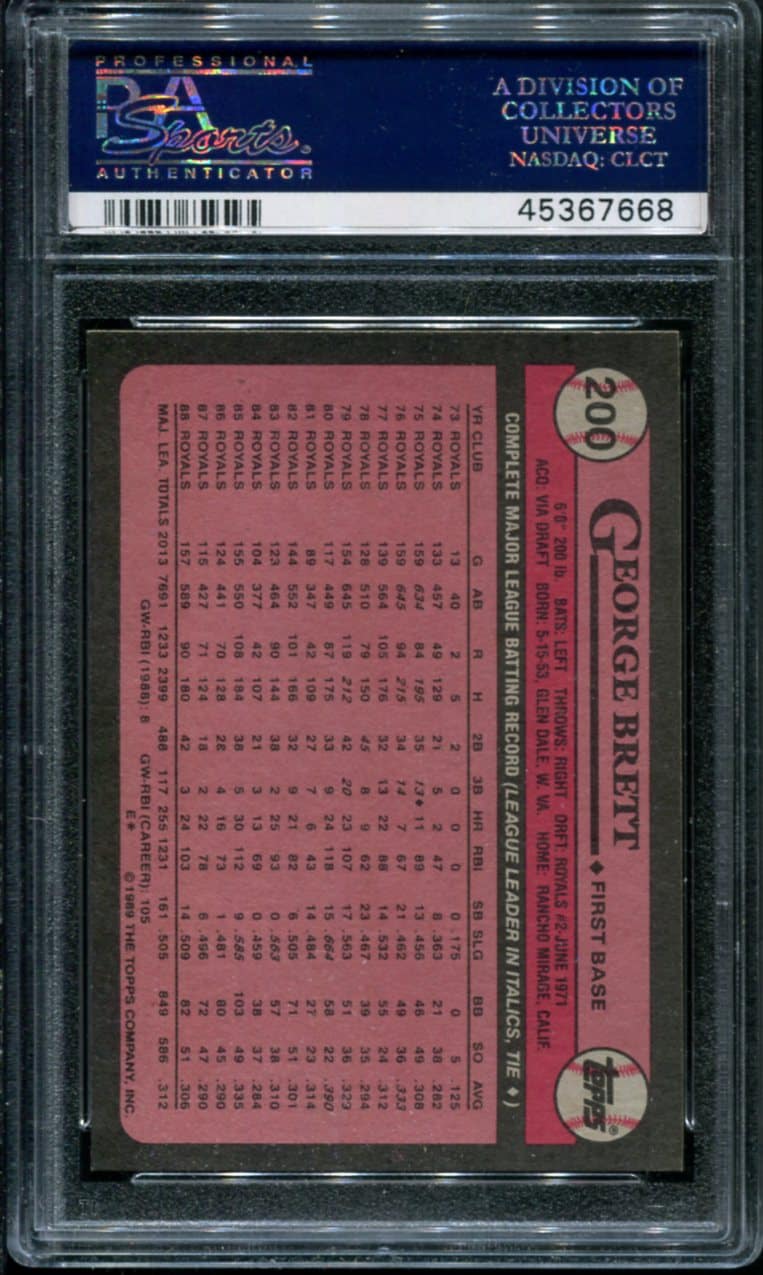 PROFESSIONAL
PSA
Sports.
AUTHENTICATOR
A DIVISION OF
COLLECTORS
UNIVERSE
NASDAQ: CLCT
45367668
200
GEORGE BRETT ♦ FIRST BASE
topps®
6'0" 200 lb. BATS: LEFT THROWS: RIGHT DRFT: ROYALS #2-JUNE 1971
ACQ: VIA DRAFT BORN: 5-15-53, GLEN DALE, W. VA. HOME: RANCHO MIRAGE, CALIF.
COMPLETE MAJOR LEAGUE BATTING RECORD (LEAGUE LEADER IN ITALICS, TIE ♦)
YR CLUB G AB R H 2B 3B HR RBI SB SLG BB SO AVG
73 ROYALS 13 40 2 5 2 0 0 0 0 .175 0 5 .125
74 ROYALS 133 457 49 129 21 5 2 47 8 .363 21 38 .282
75 ROYALS 159 634 84 195 35 13♦ 11 89 13 .456 46 49 .308
76 ROYALS 159 645 94 215 34 14 7 67 21 .462 49 36 .333
77 ROYALS 139 564 105 176 32 13 22 88 14 .532 55 24 .312
78 ROYALS 128 510 79 150 45 8 9 62 23 .467 39 35 .294
79 ROYALS 154 645 119 212 42 20 23 107 17 .563 51 36 .329
80 ROYALS 117 449 87 175 33 9 24 118 15 .664 58 22 .390
81 ROYALS 89 347 42 109 27 7 6 43 14 .484 27 23 .314
82 ROYALS 144 552 101 166 32 9 21 82 6 .505 71 51 .301
83 ROYALS 123 464 90 144 38 2 25 93 0 .563 57 38 .310
84 ROYALS 104 377 42 107 21 3 13 69 0 .459 38 37 .284
85 ROYALS 155 550 108 184 38 5 30 112 9 .585 103 49 .335
86 ROYALS 124 441 70 128 28 4 16 73 1 .481 80 45 .290
87 ROYALS 115 427 71 124 18 2 22 78 6 .496 72 47 .290
88 ROYALS 157 589 90 180 42 3 24 103 14 .509 82 51 .306
MAJ. LEA. TOTALS 2013 7691 1233 2399 488 117 255 1231 161 .505 849 586 .312
GW-RBI (1988): 8 GW-RBI (CAREER): 105
E* ©1989 THE TOPPS COMPANY, INC.